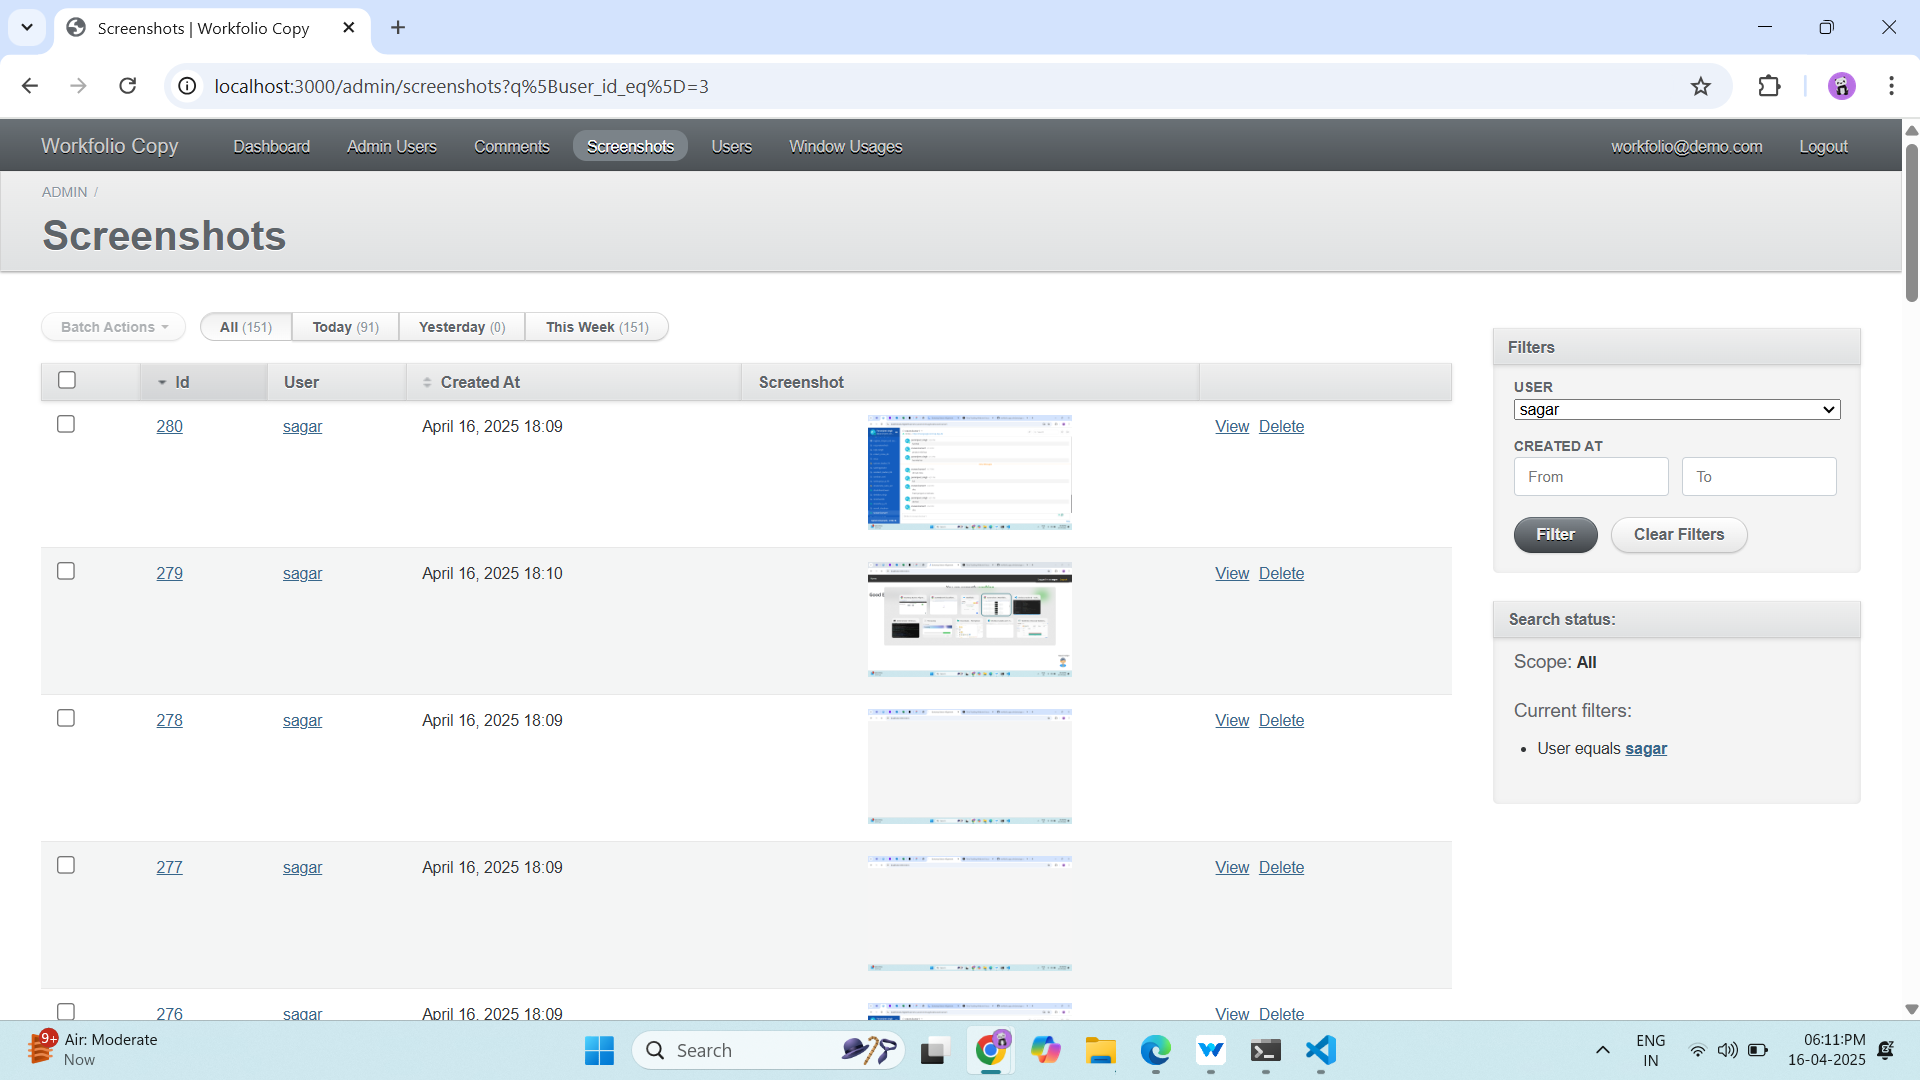 Screenshots | Workfolio Copy
localhost:3000/admin/screenshots?q%5Buser_id_eq%5D=3
Workfolio Copy Dashboard Admin Users Comments Screenshots Users Window Usages workfolio@demo.com Logout
ADMIN /
Screenshots
Batch Actions All (151) Today (91) Yesterday (0) This Week (151)
Id User Created At Screenshot
280 sagar April 16, 2025 18:09 View Delete
279 sagar April 16, 2025 18:10 View Delete
278 sagar April 16, 2025 18:09 View Delete
277 sagar April 16, 2025 18:09 View Delete
276 sagar April 16, 2025 18:09 View Delete
Filters
USER
sagar
CREATED AT
From To
Filter Clear Filters
Search status:
Scope: All
Current filters:
User equals sagar
9+ Air: Moderate
Now
Search
ENG
IN
06:11:PM
16-04-2025